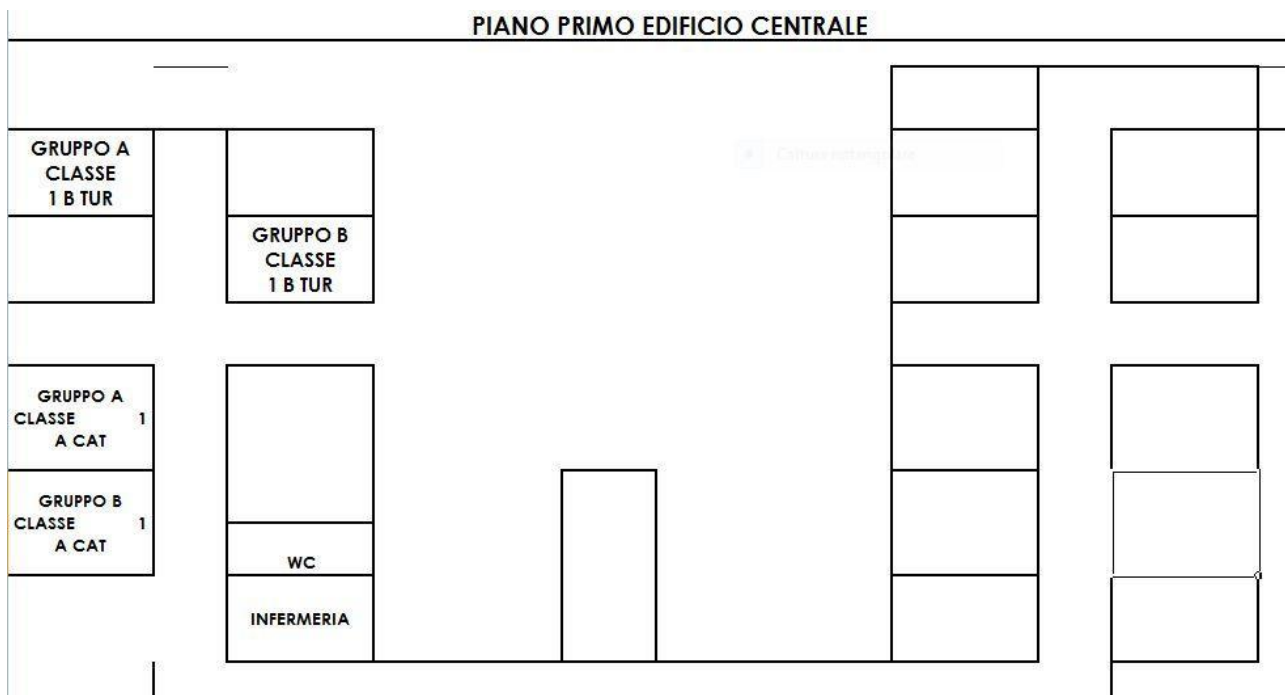 PIANO PRIMO EDIFICIO CENTRALE
GRUPPO A
CLASSE
1 B TUR
GRUPPO B
CLASSE
1 B TUR
GRUPPO A
CLASSE 1
A CAT
GRUPPO B
CLASSE 1
A CAT
WC
INFERMERIA